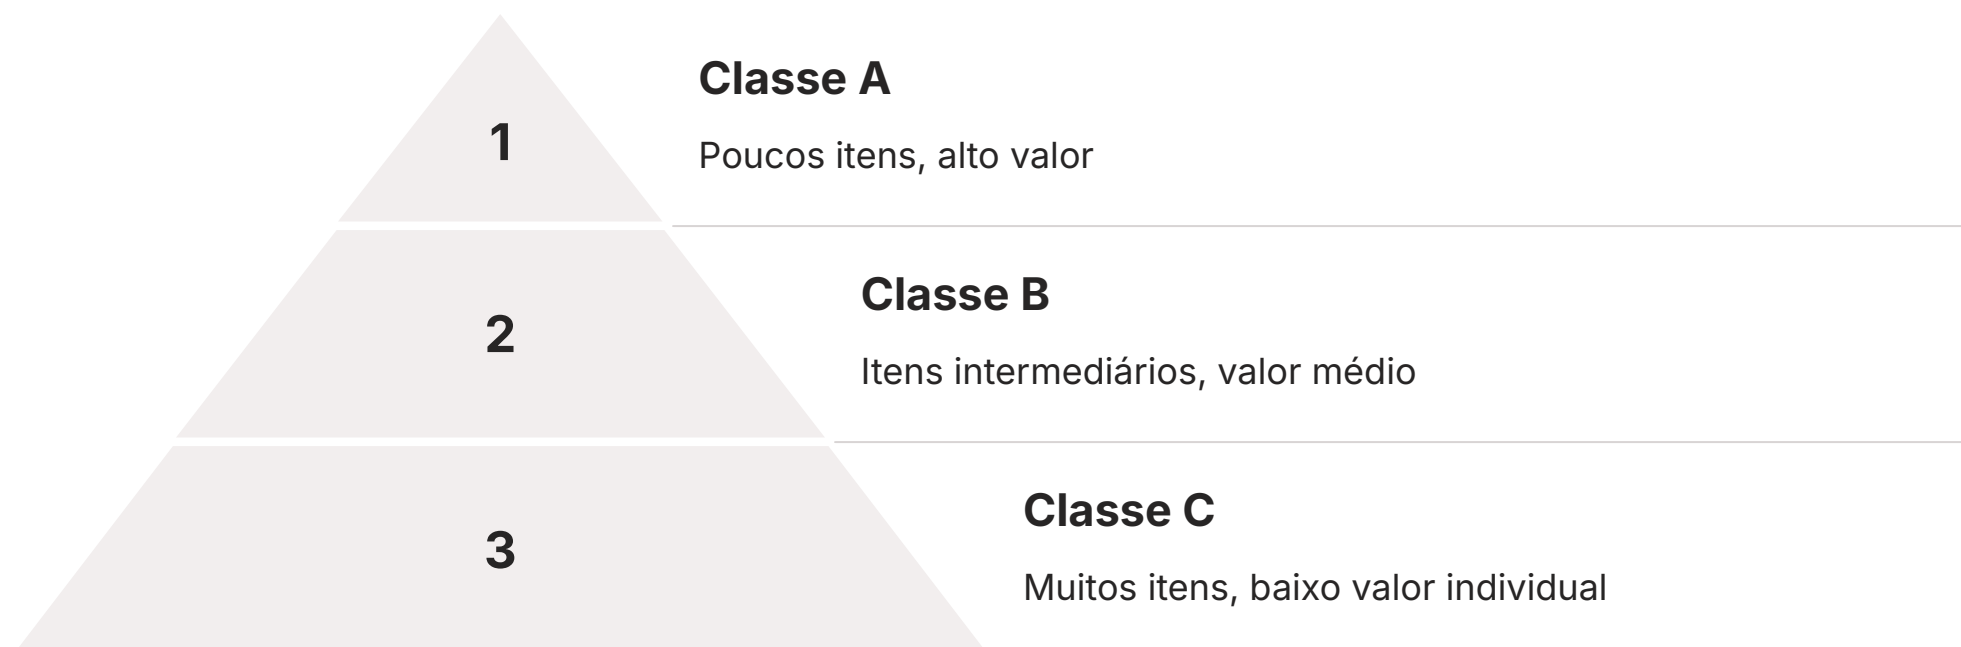 1
Classe A
Poucos itens, alto valor
2
Classe B
Itens intermediários, valor médio
3
Classe C
Muitos itens, baixo valor individual